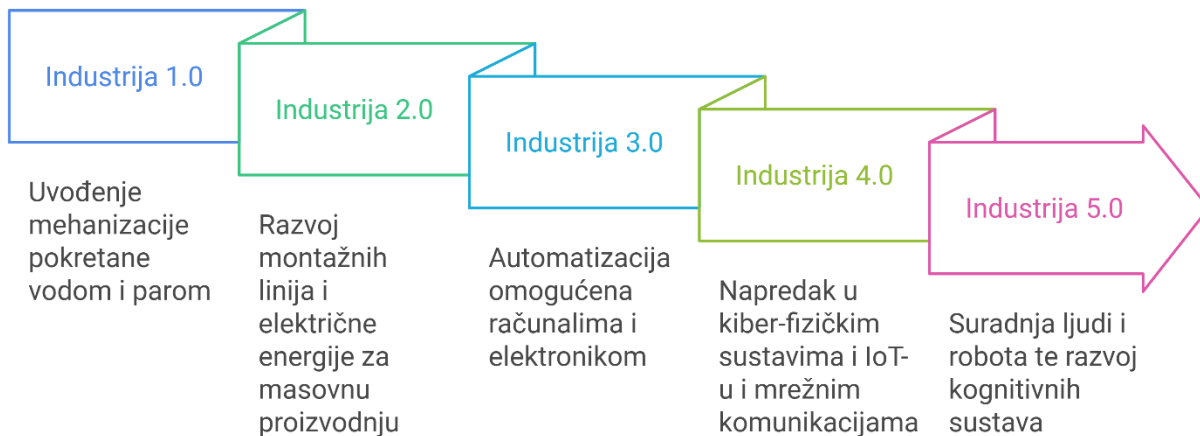 Industrija 1.0
Uvođenje
mehanizacije
pokretane
vodom i parom
Industrija 2.0
Razvoj
montažnih
linija i
električne
energije za
masovnu
proizvodnju
Industrija 3.0
Automatizacija
omogućena
računalima i
elektronikom
Industrija 4.0
Napredak u
kiber-fizičkim
sustavima i IoT-
u i mrežnim
komunikacijama
Industrija 5.0
Suradnja ljudi i
robota te razvoj
kognitivnih
sustava